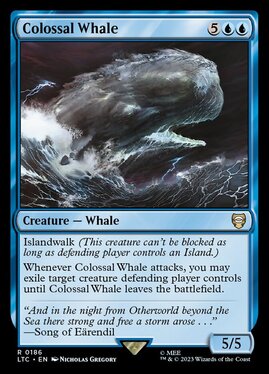 Colossal Whale 5
Creature — Whale
Islandwalk (This creature can't be blocked as
long as defending player controls an Island.)
Whenever Colossal Whale attacks, you may
exile target creature defending player controls
until Colossal Whale leaves the battlefield.
"And in the night from Otherworld beyond the
Sea there strong and free a storm arose . . ."
—Song of Eärendil
5/5
R 0186
LTC • EN NICHOLAS GREGORY
© MEE
™ & © 2023 Wizards of the Coast